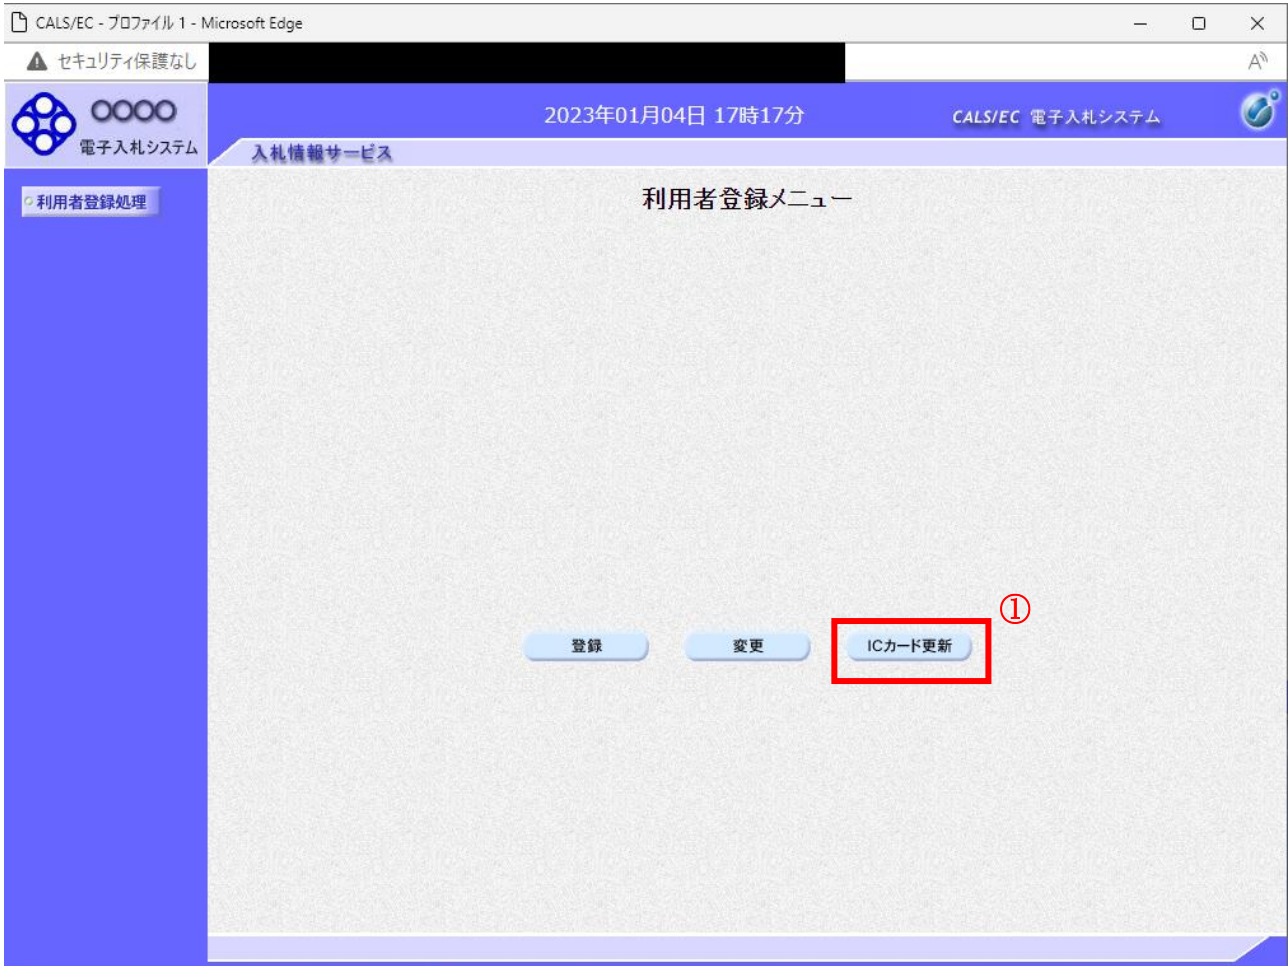 CALS/EC - プロファイル 1 - Microsoft Edge
セキュリティ保護なし
A
○○○○
電子入札システム
2023年01月04日 17時17分
CALS/EC 電子入札システム
入札情報サービス
利用者登録処理
利用者登録メニュー
①
登録
変更
ICカード更新